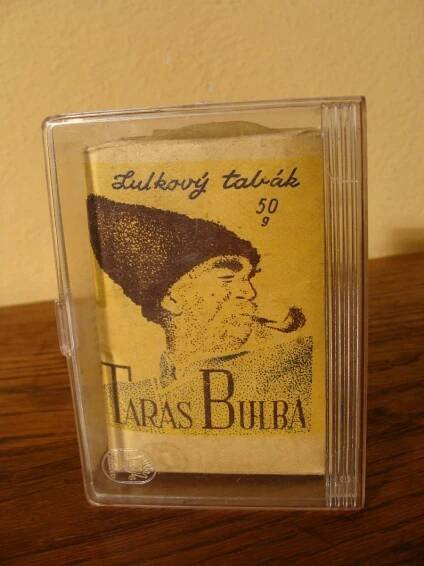 Lulkový tabák
50
g
TARAS BULBA